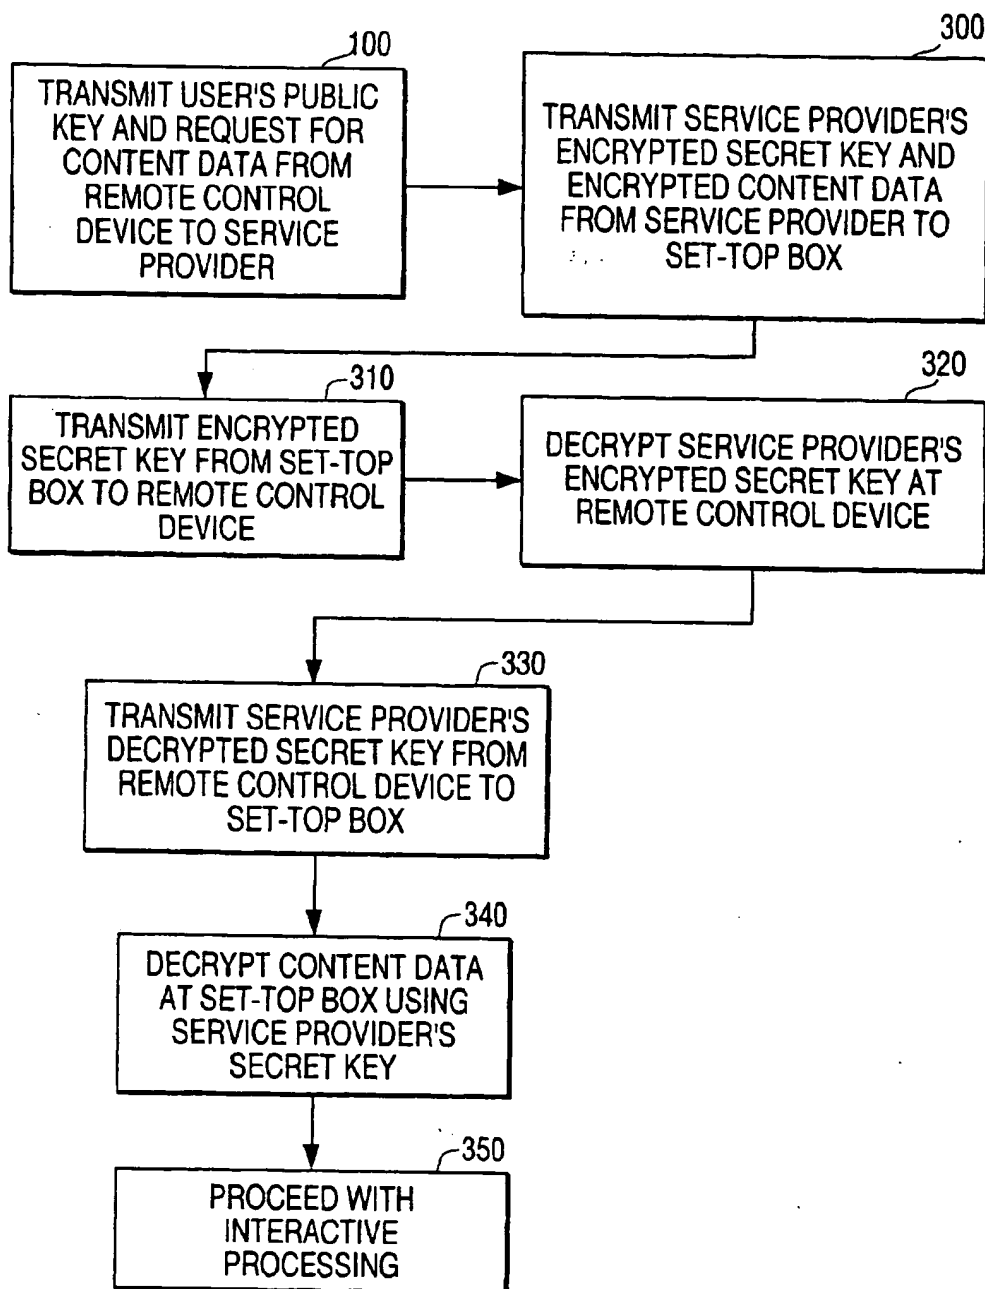 100
TRANSMIT USER'S PUBLIC
KEY AND REQUEST FOR
CONTENT DATA FROM
REMOTE CONTROL
DEVICE TO SERVICE
PROVIDER
300
TRANSMIT SERVICE PROVIDER'S
ENCRYPTED SECRET KEY AND
ENCRYPTED CONTENT DATA
FROM SERVICE PROVIDER TO
SET-TOP BOX
310
TRANSMIT ENCRYPTED
SECRET KEY FROM SET-TOP
BOX TO REMOTE CONTROL
DEVICE
320
DECRYPT SERVICE PROVIDER'S
ENCRYPTED SECRET KEY AT
REMOTE CONTROL DEVICE
330
TRANSMIT SERVICE PROVIDER'S
DECRYPTED SECRET KEY FROM
REMOTE CONTROL DEVICE TO
SET-TOP BOX
340
DECRYPT CONTENT DATA
AT SET-TOP BOX USING
SERVICE PROVIDER'S
SECRET KEY
350
PROCEED WITH
INTERACTIVE
PROCESSING